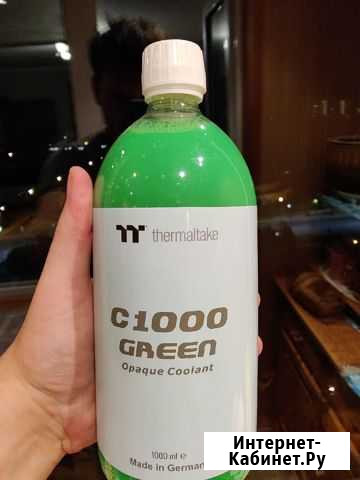 thermaltake
C1000
GREEN
Opaque Coolant
1000 ml e
Made in German
Интернет-
Кабинет.Ру